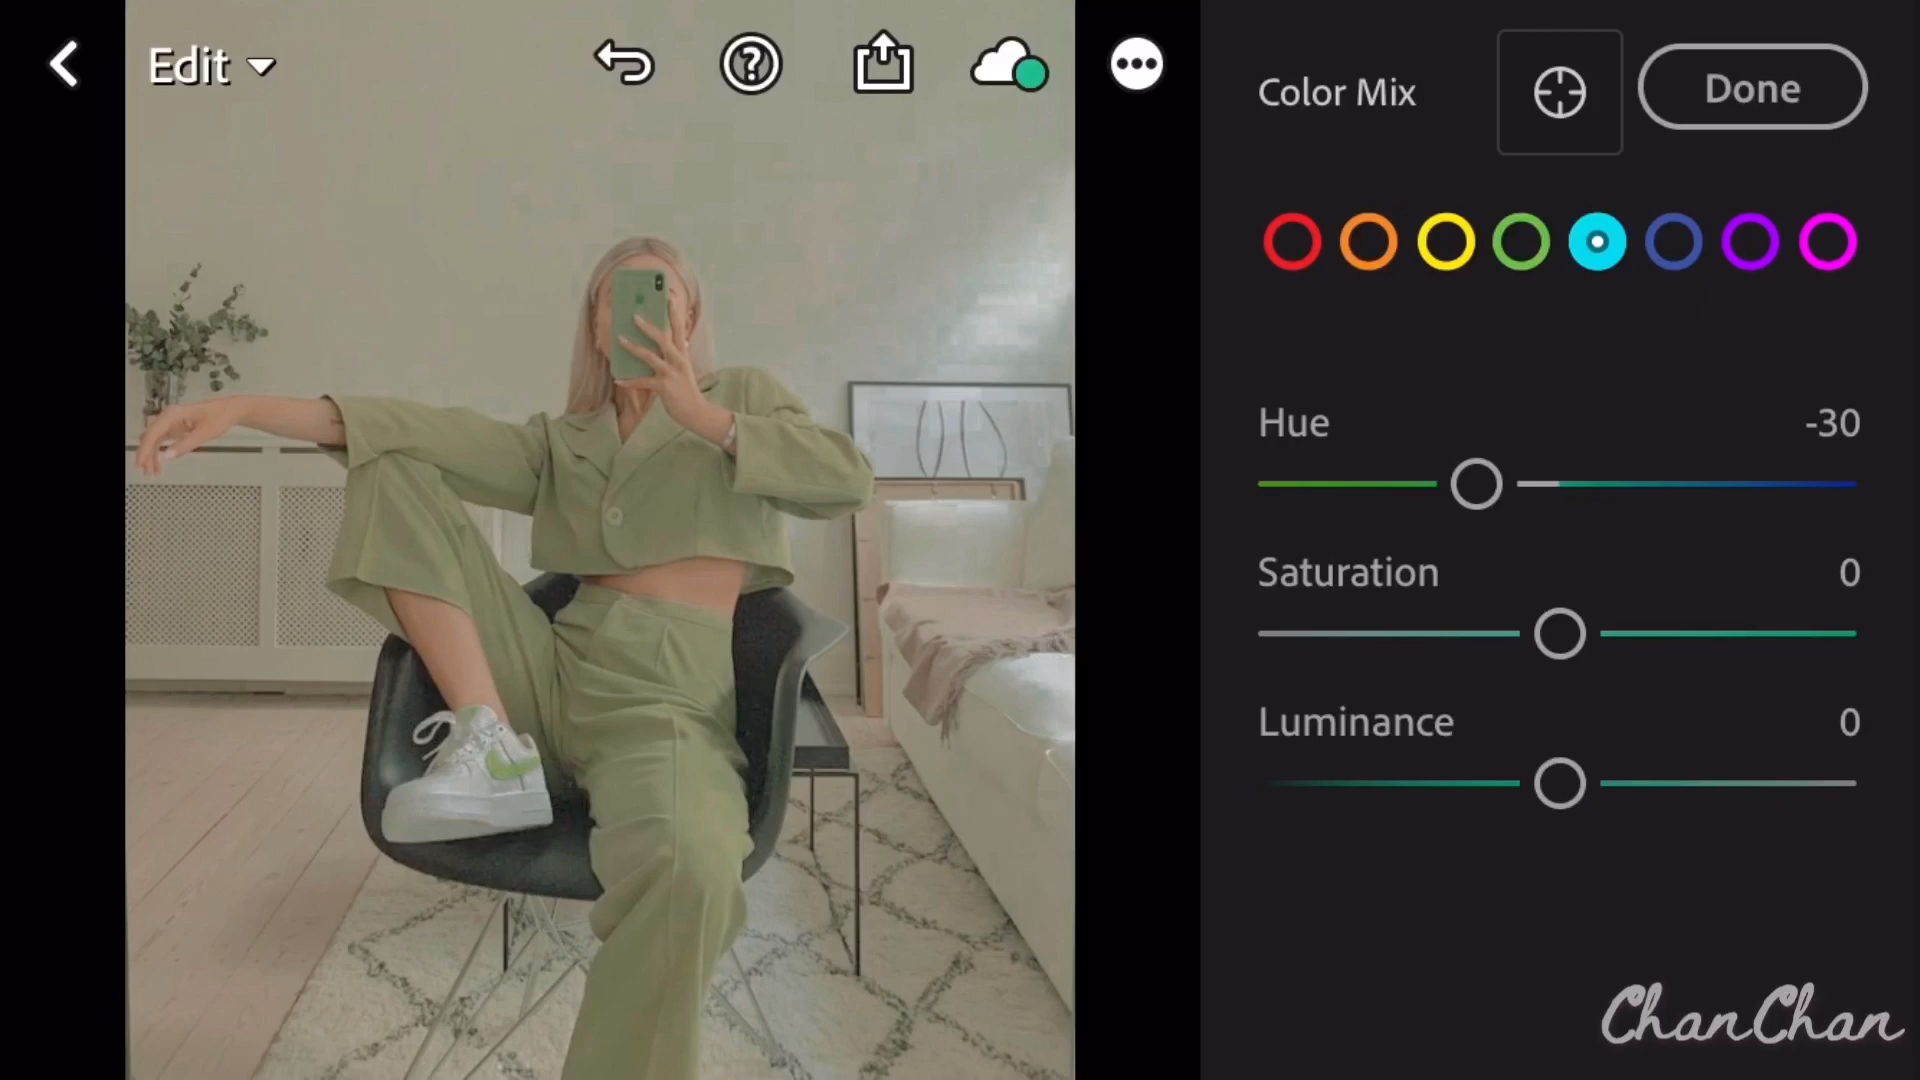 Edit
Color Mix
Done
Hue
-30
Saturation
0
Luminance
0
ChanChan